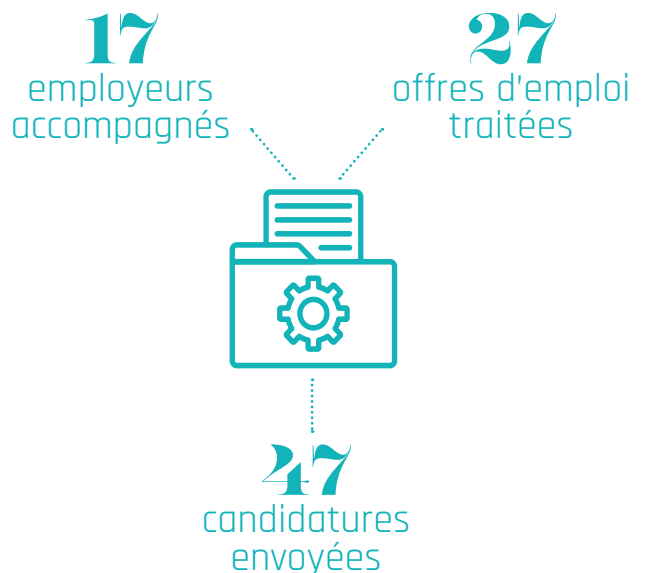 17
employeurs
accompagnés
27
offres d'emploi
traitées
47
candidatures
envoyées